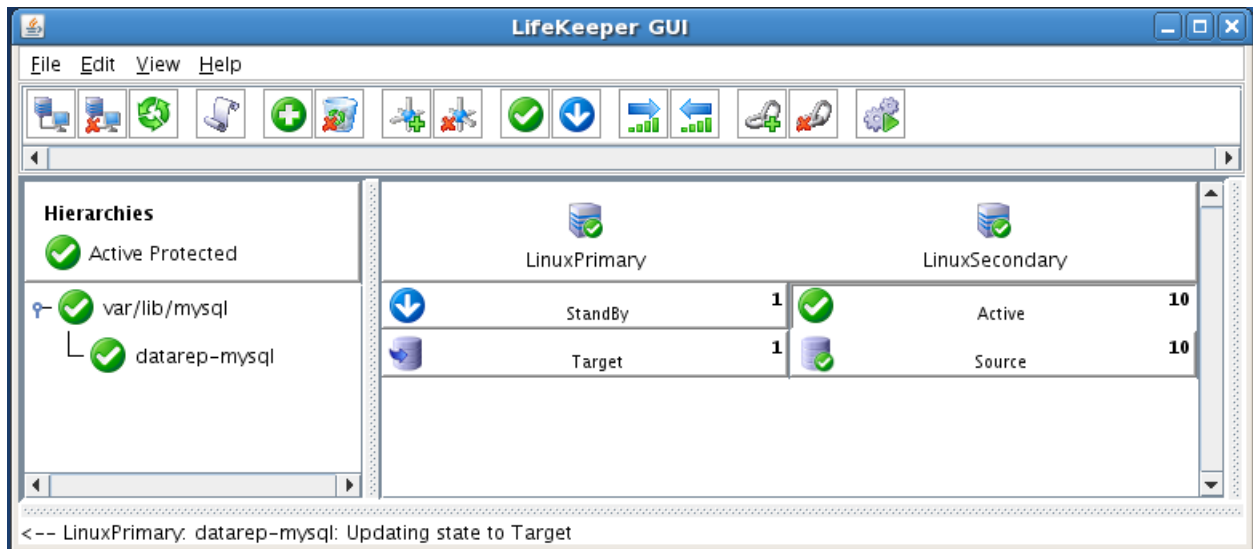 LifeKeeper GUI
File Edit View Help
Hierarchies
Active Protected
LinuxPrimary LinuxSecondary
var/lib/mysql
StandBy 1 Active 10
datarep-mysql
Target 1 Source 10
<-- LinuxPrimary: datarep-mysql: Updating state to Target